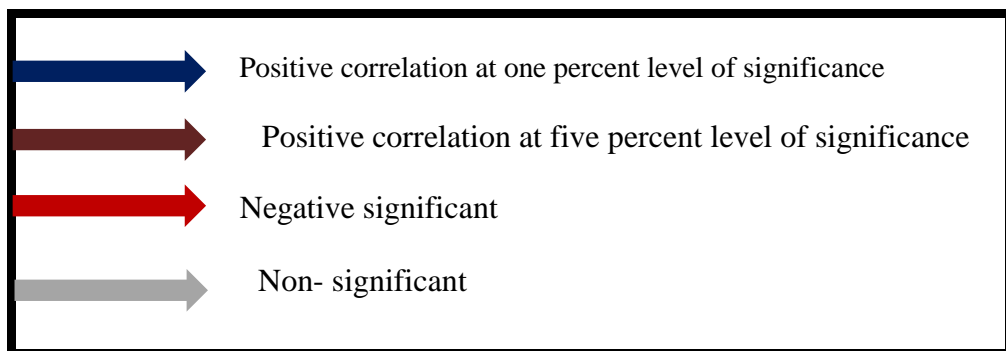 Positive correlation at one percent level of significance
Positive correlation at five percent level of significance
Negative significant
Non- significant